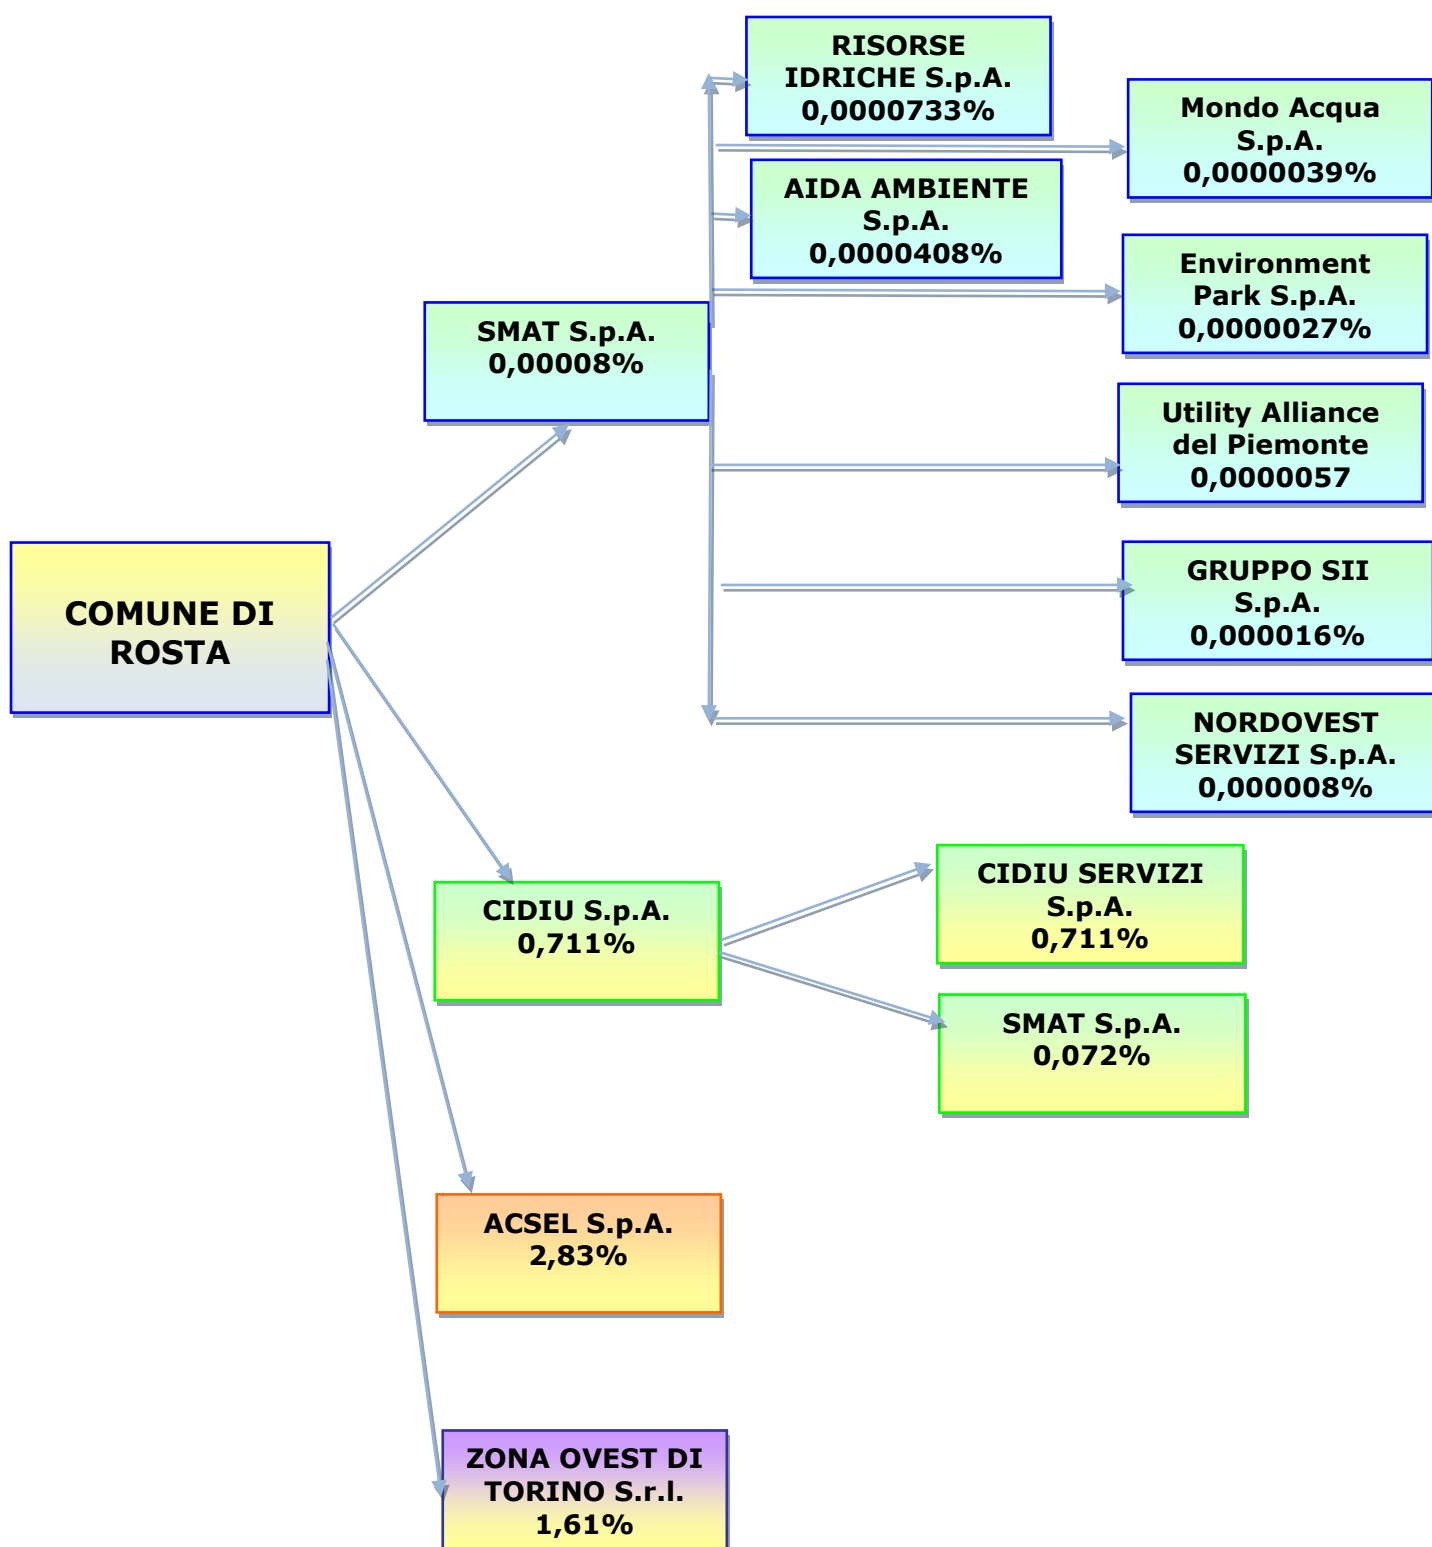 RISORSE
IDRICHE S.p.A.
0,0000733%
Mondo Acqua
S.p.A.
0,0000039%
AIDA AMBIENTE
S.p.A.
0,0000408%
Environment
Park S.p.A.
0,0000027%
SMAT S.p.A.
0,00008%
Utility Alliance
del Piemonte
0,0000057
COMUNE DI
ROSTA
GRUPPO SII
S.p.A.
0,000016%
NORDOVEST
SERVIZI S.p.A.
0,000008%
CIDIU S.p.A.
0,711%
CIDIU SERVIZI
S.p.A.
0,711%
SMAT S.p.A.
0,072%
ACSEL S.p.A.
2,83%
ZONA OVEST DI
TORINO S.r.l.
1,61%